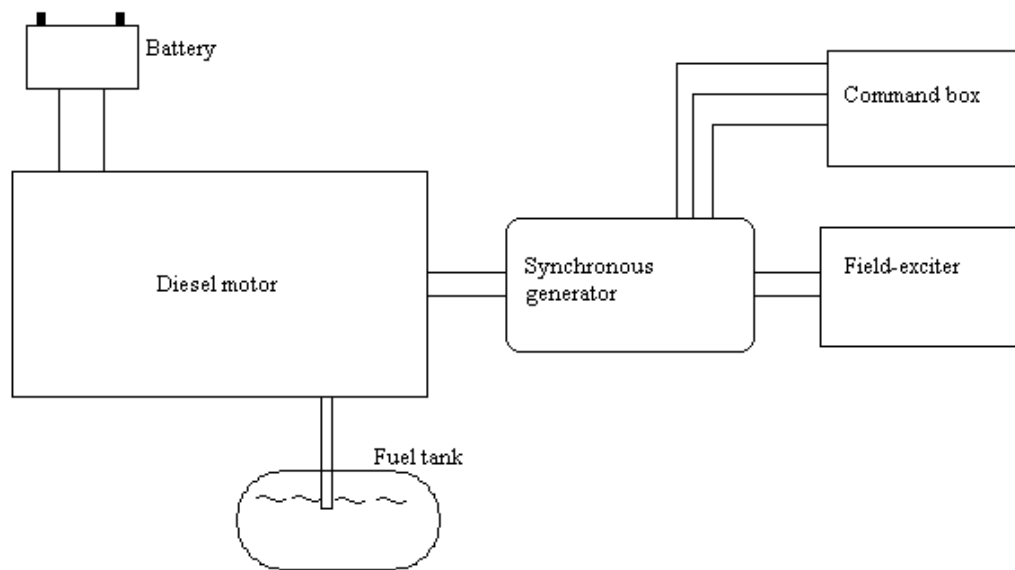 Battery
Command box
Diesel motor
Synchronous
generator
Field-exciter
Fuel tank